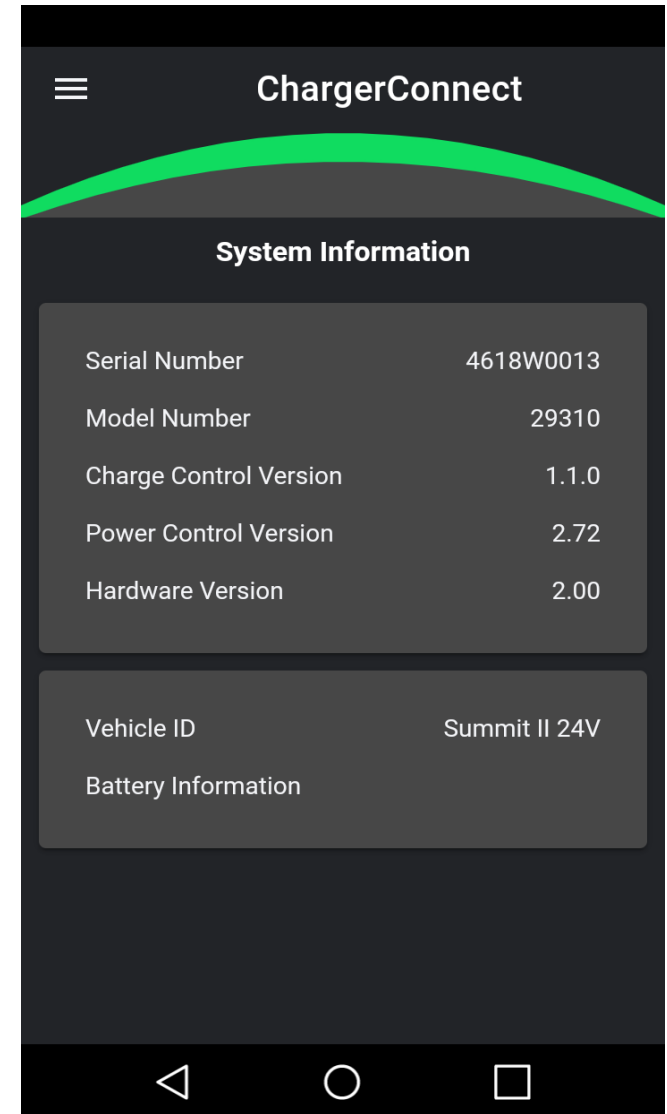 ChargerConnect
System Information
Serial Number 4618W0013
Model Number 29310
Charge Control Version 1.1.0
Power Control Version 2.72
Hardware Version 2.00
Vehicle ID Summit II 24V
Battery Information